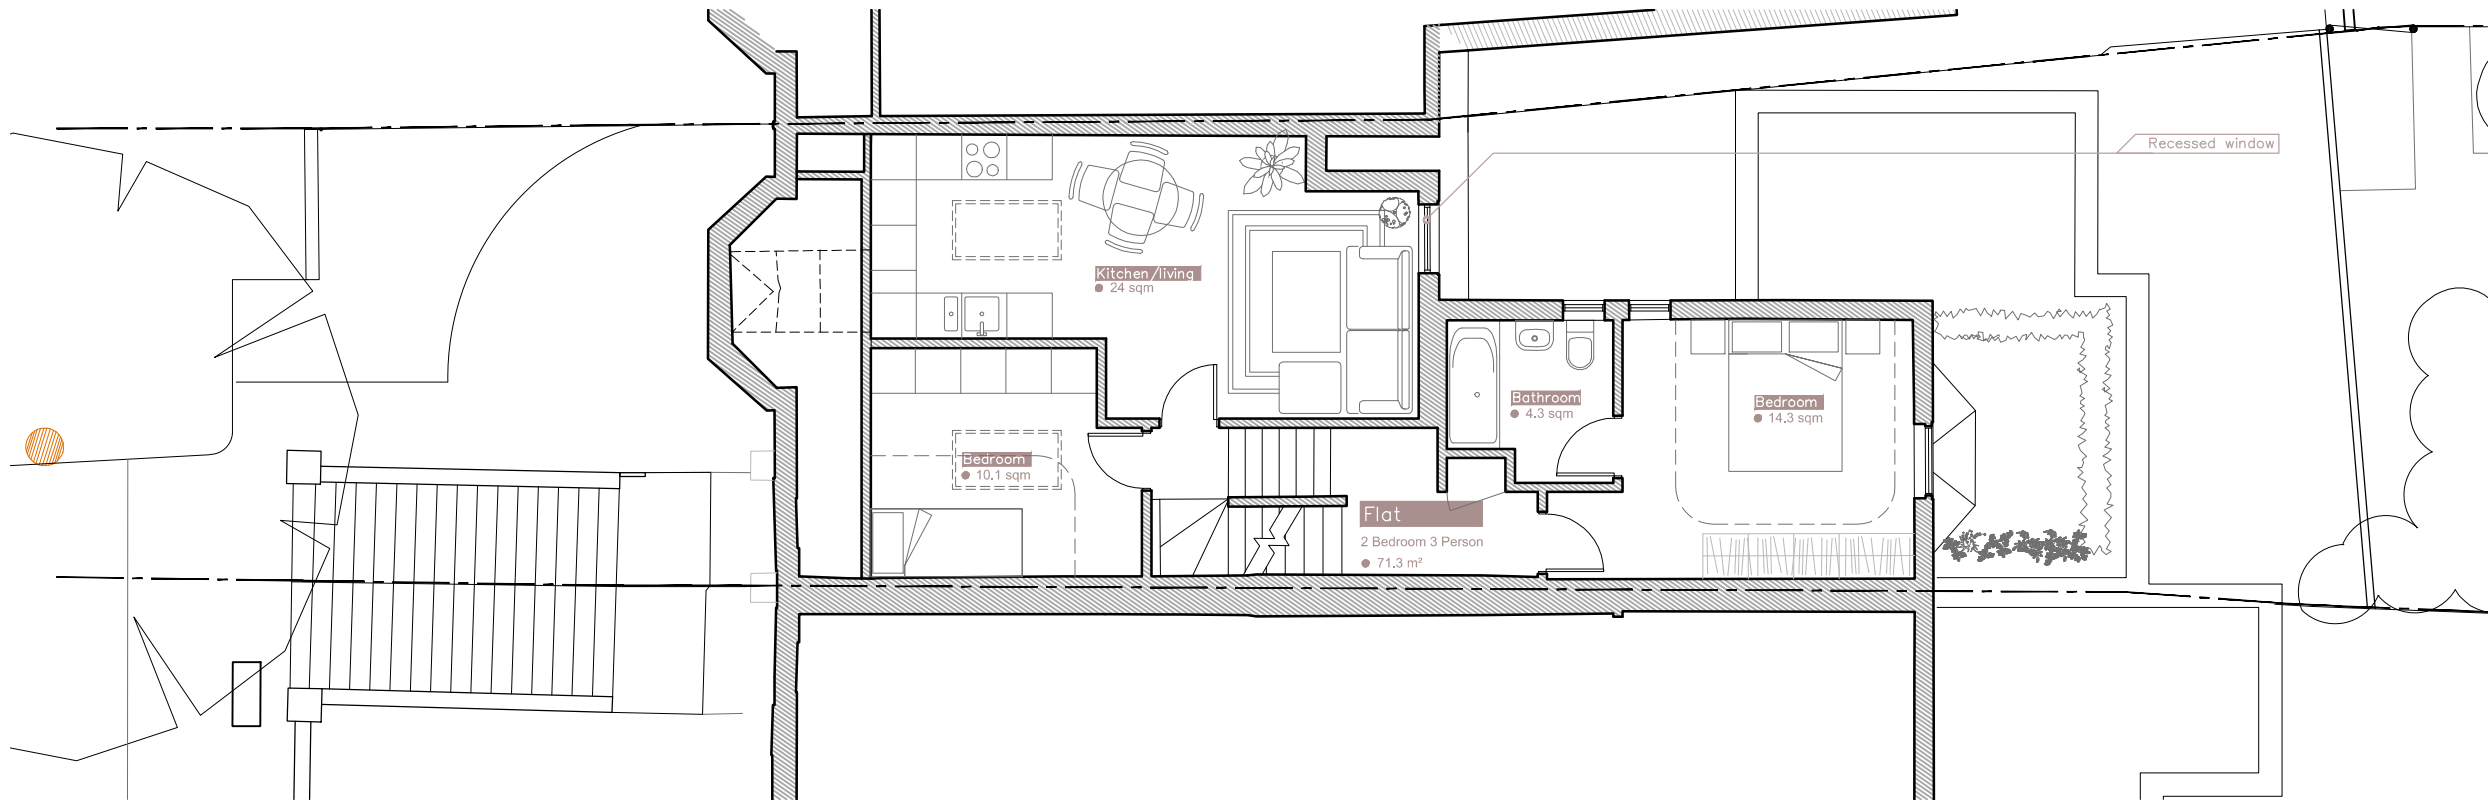 Recessed window
Kitchen/living
24 sqm
Bathroom
4.3 sqm
Bedroom
14.3 sqm
Bedroom
10.1 sqm
Flat
2 Bedroom 3 Person
71.3 m²